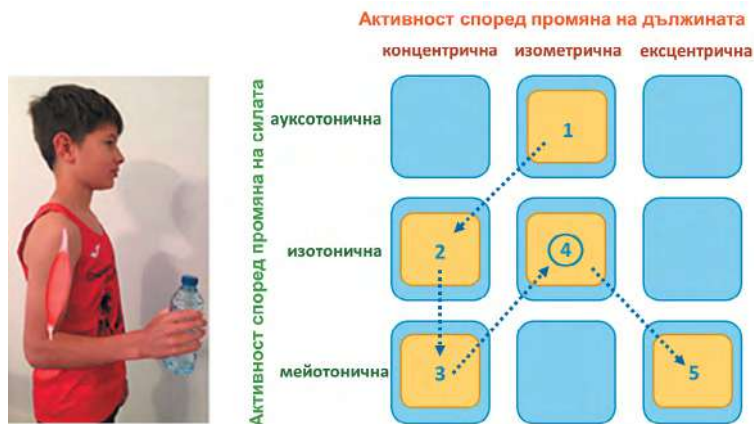 Активност според промяна на дължината
концентрична изометрична ексцентрична
Активност според промяна на силата
ауксотонична
1
изотонична
2 4
мейотонична
3 5